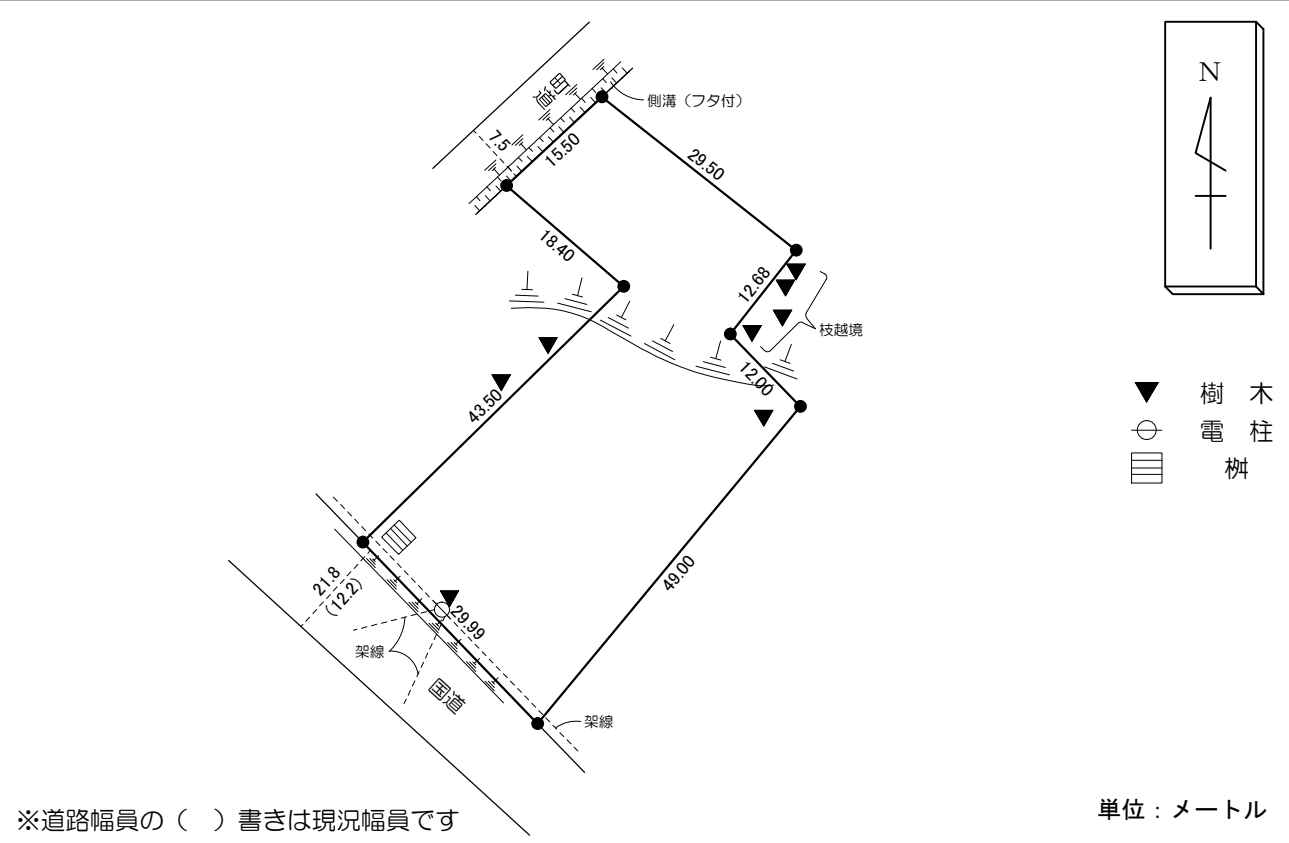 N
町道
側溝（フタ付）
7.5
15.50
29.50
18.40
12.68
枝越境
12.00
43.50
樹　木
電　柱
桝
49.00
21.8
（12.2）
29.99
架線
国道
架線
単位：メートル
※道路幅員の（　）書きは現況幅員です